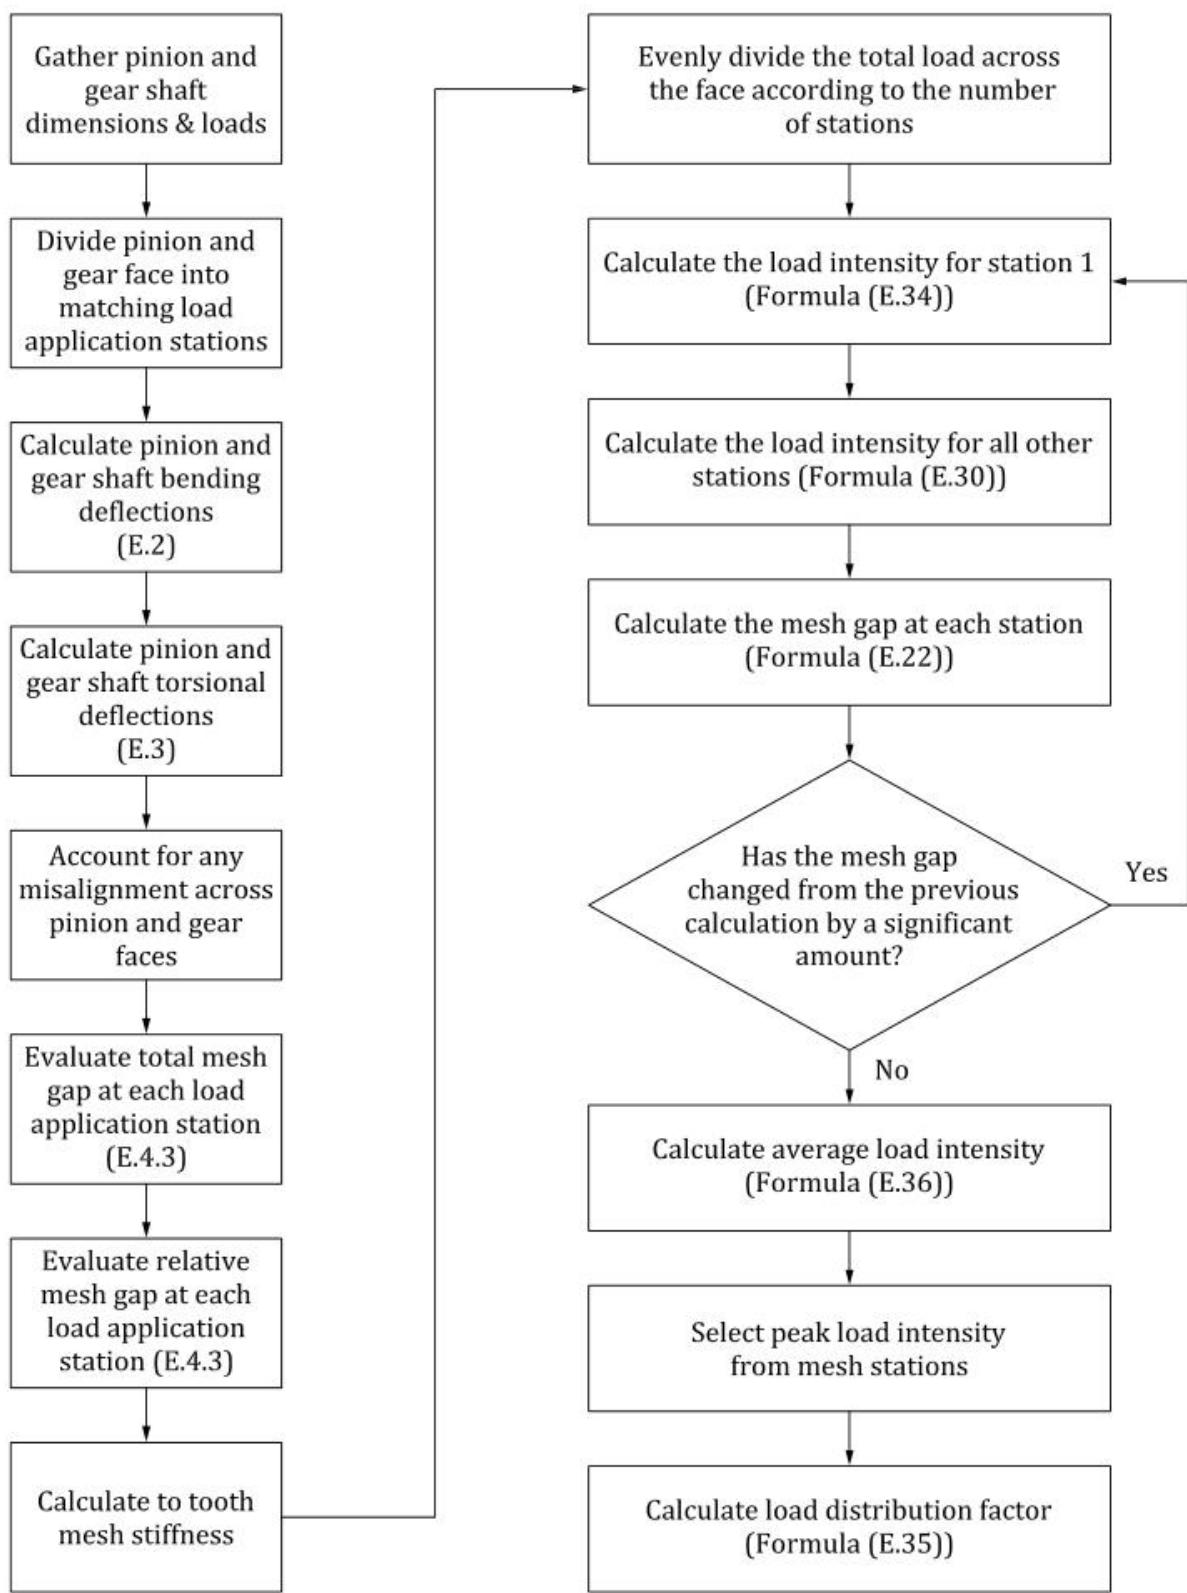 Gather pinion and
gear shaft
dimensions & loads
Divide pinion and
gear face into
matching load
application stations
Calculate pinion and
gear shaft bending
deflections
(E.2)
Calculate pinion and
gear shaft torsional
deflections
(E.3)
Account for any
misalignment across
pinion and gear
faces
Evaluate total mesh
gap at each load
application station
(E.4.3)
Evaluate relative
mesh gap at each
load application
station (E.4.3)
Calculate to tooth
mesh stiffness
Evenly divide the total load across
the face according to the number
of stations
Calculate the load intensity for station 1
(Formula (E.34))
Calculate the load intensity for all other
stations (Formula (E.30))
Calculate the mesh gap at each station
(Formula (E.22))
Has the mesh gap
changed from the previous
calculation by a significant
amount?
Yes
No
Calculate average load intensity
(Formula (E.36))
Select peak load intensity
from mesh stations
Calculate load distribution factor
(Formula (E.35))